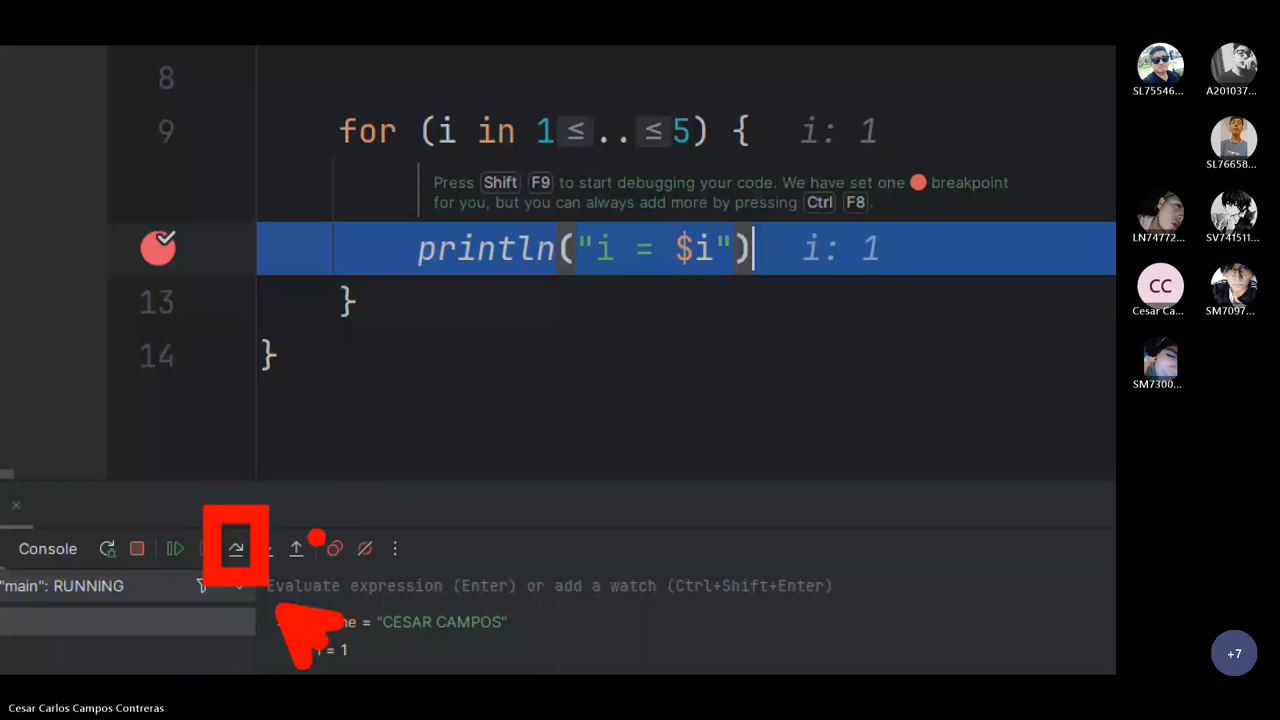 8
9 for (i in 1 ≤ .. ≤ 5) { i: 1
Press Shift F9 to start debugging your code. We have set one breakpoint
for you, but you can always add more by pressing Ctrl F8.
println("i = $i") i: 1
13 }
14 }
Console
"main": RUNNING
Evaluate expression (Enter) or add a watch (Ctrl+Shift+Enter)
= "CESAR CAMPOS"
= 1
SL75546... A201037...
SL76658...
LN74772... SV741511...
CC
Cesar Ca... SM7097...
SM7300...
+7
Cesar Carlos Campos Contreras